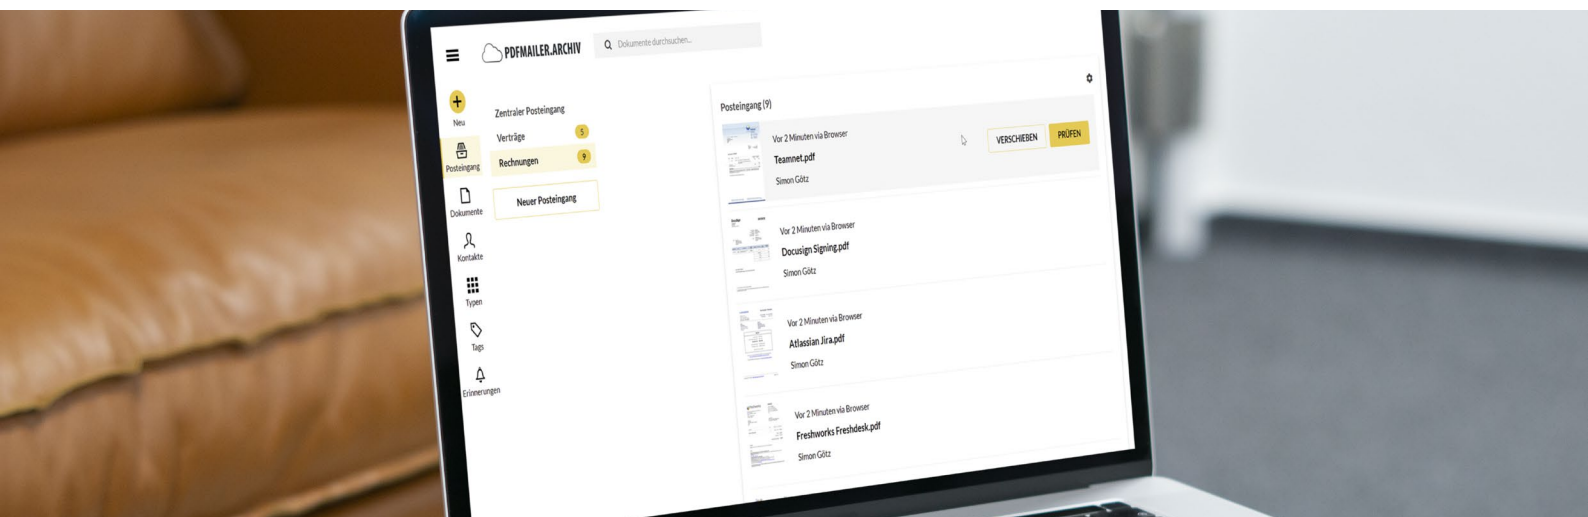 PDFMAILER.ARCHIV
Dokumente durchsuchen...
Neu
Posteingang
Dokumente
Kontakte
Typen
Tags
Erinnerungen
Zentraler Posteingang
Verträge 5
Rechnungen 9
Neuer Posteingang
Posteingang (9)
Vor 2 Minuten via Browser
Teamnet.pdf
Simon Götz
VERSCHIEBEN
PRÜFEN
Vor 2 Minuten via Browser
Docusign Signing.pdf
Simon Götz
Vor 2 Minuten via Browser
Atlassian Jira.pdf
Simon Götz
Vor 2 Minuten via Browser
Freshworks Freshdesk.pdf
Simon Götz